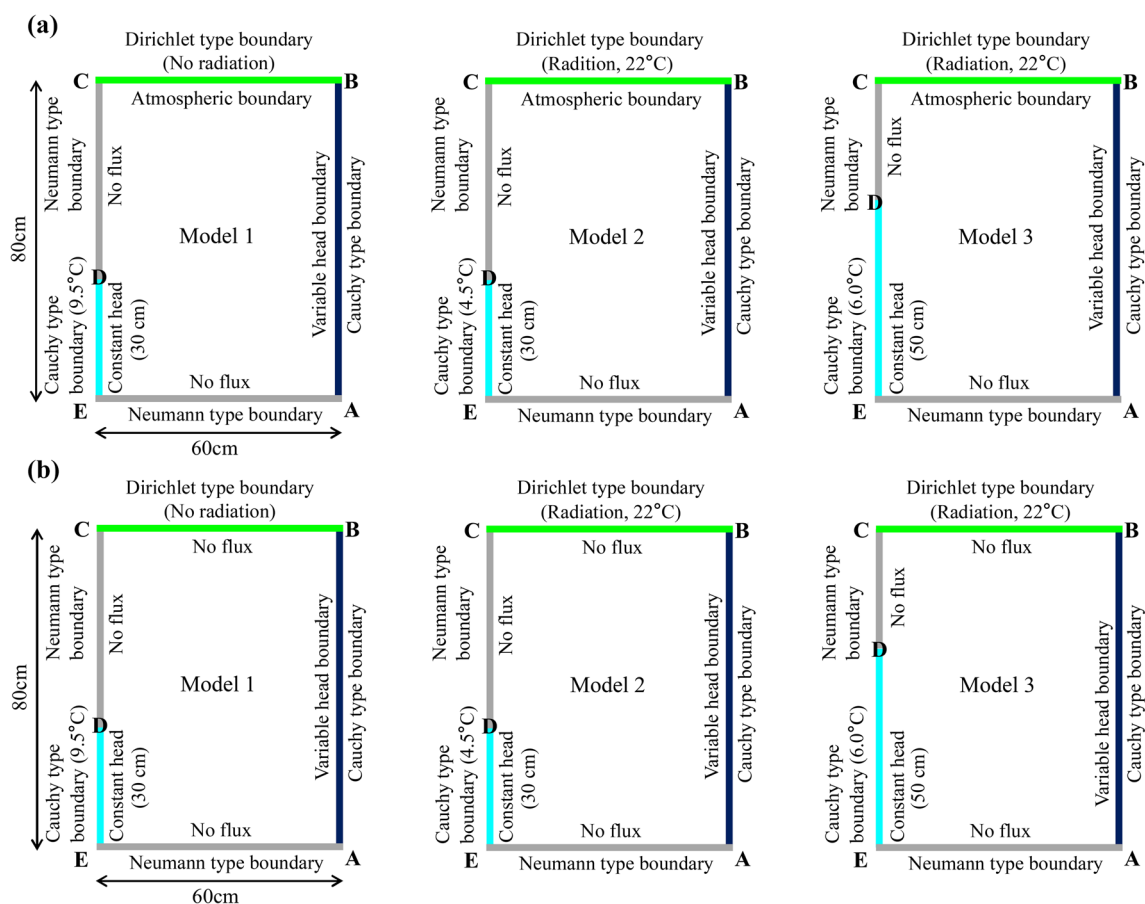 (a)
Dirichlet type boundary
(No radiation)
C
B
Atmospheric boundary
Neumann type
boundary
No flux
80cm
Model 1
D
Variable head boundary
Cauchy type boundary
Cauchy type
boundary (9.5°C)
Constant head
(30 cm)
No flux
E
Neumann type boundary
A
60cm
Dirichlet type boundary
(Radition, 22°C)
C
B
Atmospheric boundary
Neumann type
boundary
No flux
Model 2
D
Variable head boundary
Cauchy type boundary
Cauchy type
boundary (4.5°C)
Constant head
(30 cm)
No flux
E
Neumann type boundary
A
Dirichlet type boundary
(Radiation, 22°C)
C
B
Atmospheric boundary
Neumann type
boundary
No flux
D
Model 3
Variable head boundary
Cauchy type boundary
Cauchy type
boundary (6.0°C)
Constant head
(50 cm)
No flux
E
Neumann type boundary
A
(b)
Dirichlet type boundary
(No radiation)
C
B
No flux
Neumann type
boundary
No flux
80cm
Model 1
D
Variable head boundary
Cauchy type boundary
Cauchy type
boundary (9.5°C)
Constant head
(30 cm)
No flux
E
Neumann type boundary
A
60cm
Dirichlet type boundary
(Radiation, 22°C)
C
B
No flux
Neumann type
boundary
No flux
Model 2
D
Variable head boundary
Cauchy type boundary
Cauchy type
boundary (4.5°C)
Constant head
(30 cm)
No flux
E
Neumann type boundary
A
Dirichlet type boundary
(Radiation, 22°C)
C
B
No flux
Neumann type
boundary
No flux
D
Model 3
Variable head boundary
Cauchy type boundary
Cauchy type
boundary (6.0°C)
Constant head
(50 cm)
No flux
E
Neumann type boundary
A